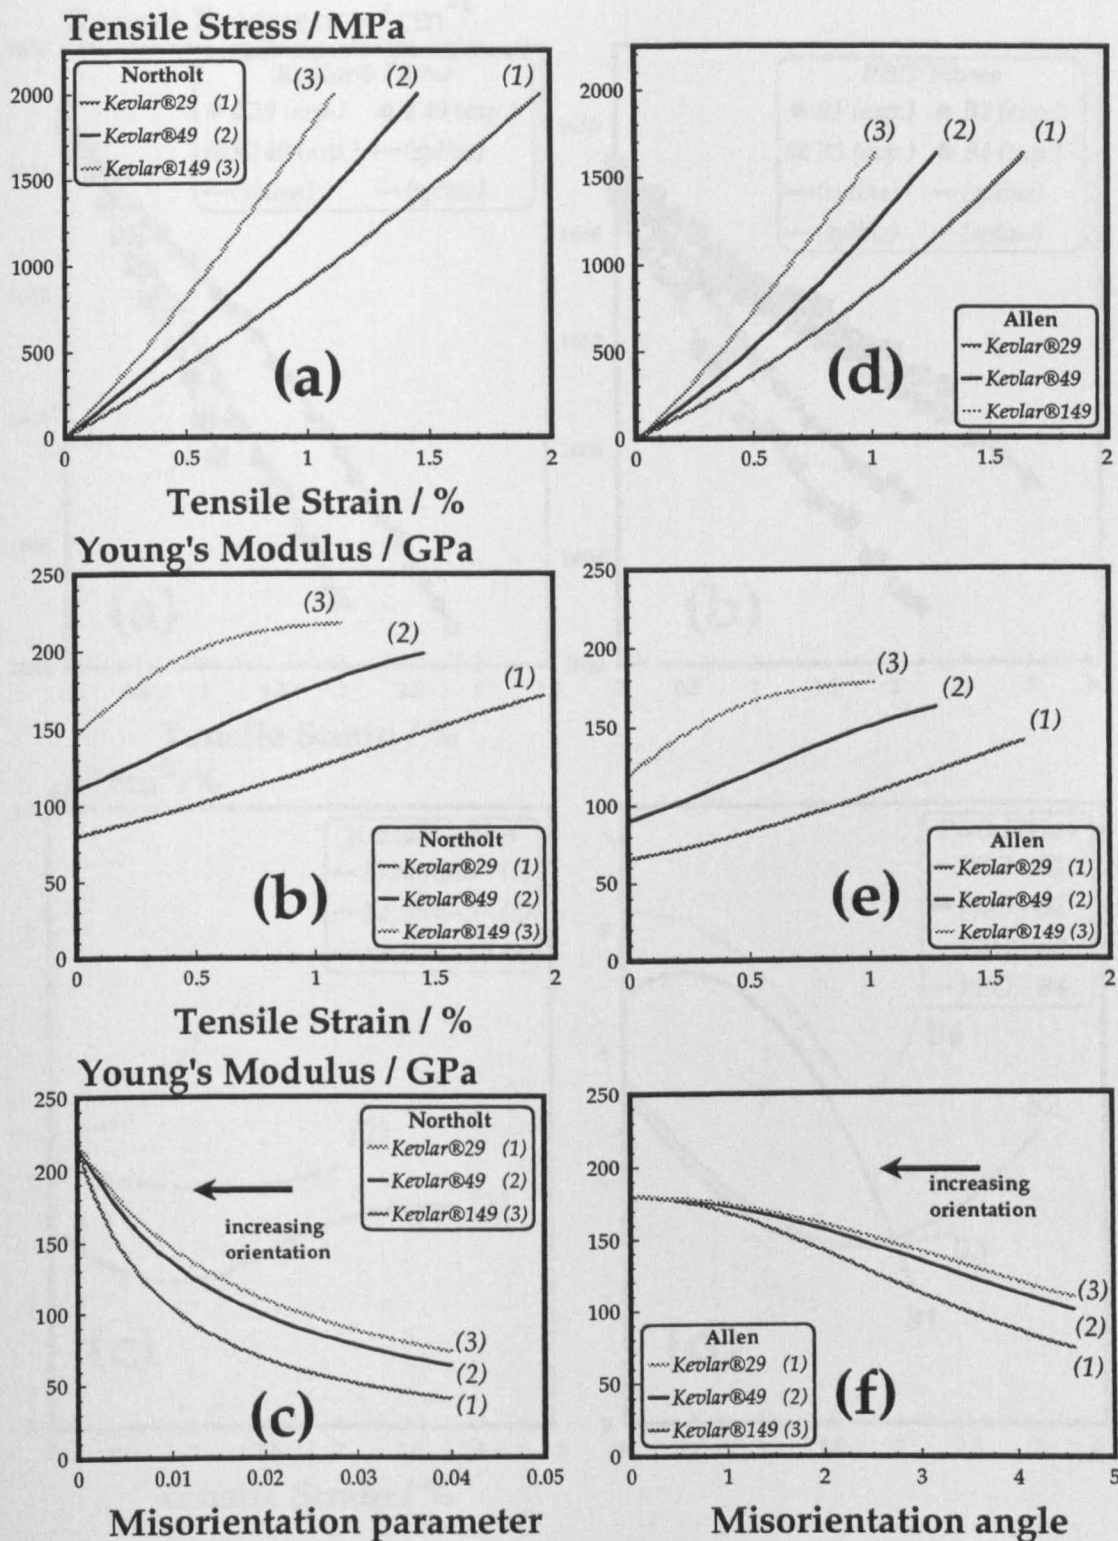 Tensile Stress / MPa
2000
1500
1000
500
0
0
0.5
1
1.5
2
Northolt
Kevlar®29 (1)
Kevlar®49 (2)
Kevlar®149 (3)
(3)
(2)
(1)
(a)
2000
1500
1000
500
0
0
0.5
1
1.5
2
(3)
(2)
(1)
(d)
Allen
Kevlar®29
Kevlar®49
Kevlar®149
Tensile Strain / %
Young's Modulus / GPa
250
200
150
100
50
0
0
0.5
1
1.5
2
(3)
(2)
(1)
(b)
Northolt
Kevlar®29 (1)
Kevlar®49 (2)
Kevlar®149 (3)
250
200
150
100
50
0
0
0.5
1
1.5
2
(3)
(2)
(1)
(e)
Allen
Kevlar®29 (1)
Kevlar®49 (2)
Kevlar®149 (3)
Tensile Strain / %
Young's Modulus / GPa
250
200
150
100
50
0
0
0.01
0.02
0.03
0.04
0.05
Northolt
Kevlar®29 (1)
Kevlar®49 (2)
Kevlar®149 (3)
increasing
orientation
(3)
(2)
(1)
(c)
250
200
150
100
50
0
0
1
2
3
4
5
increasing
orientation
(3)
(2)
(1)
Allen
Kevlar®29 (1)
Kevlar®49 (2)
Kevlar®149 (3)
(f)
Misorientation parameter
Misorientation angle